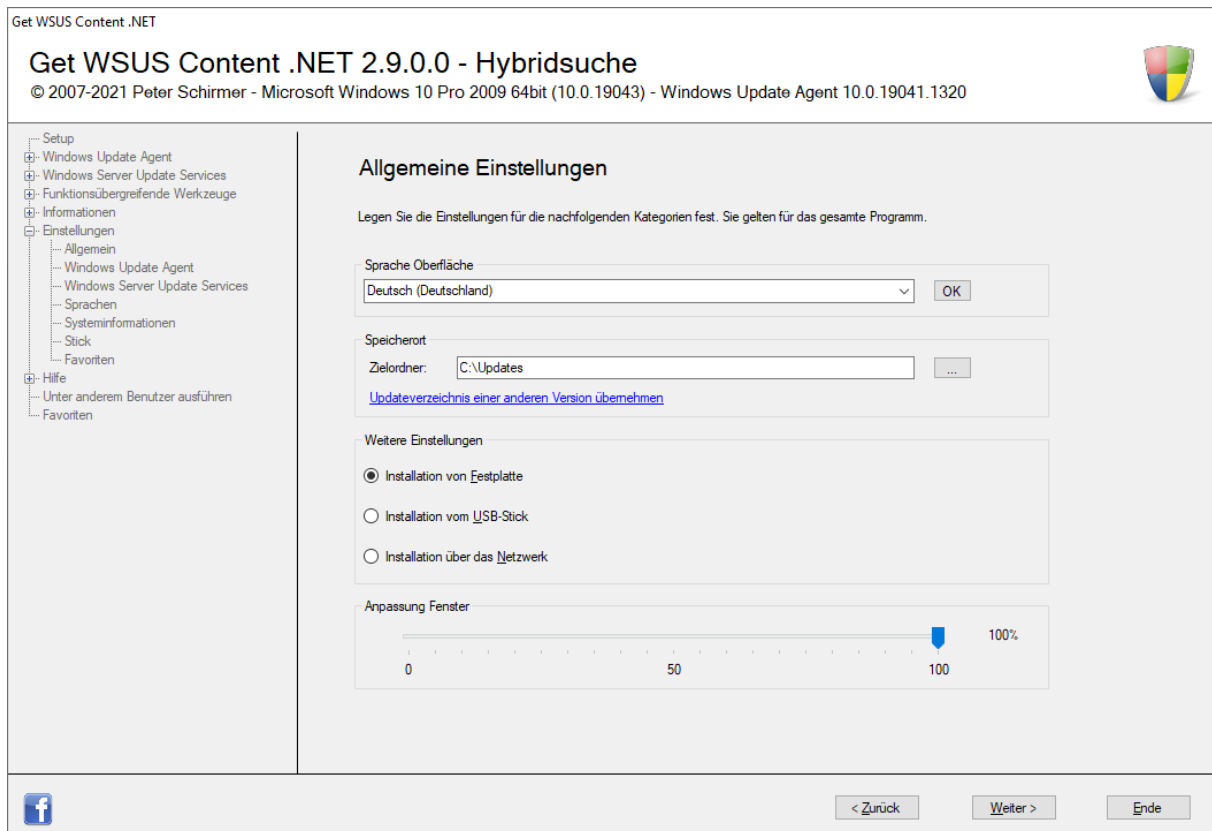 Get WSUS Content .NET
Get WSUS Content .NET 2.9.0.0 - Hybridsuche
© 2007-2021 Peter Schirmer - Microsoft Windows 10 Pro 2009 64bit (10.0.19043) - Windows Update Agent 10.0.19041.1320
Setup
Windows Update Agent
Windows Server Update Services
Funktionsübergreifende Werkzeuge
Informationen
Einstellungen
Allgemein
Windows Update Agent
Windows Server Update Services
Sprachen
Systeminformationen
Stick
Favoriten
Hilfe
Unter anderem Benutzer ausführen
Favoriten
Allgemeine Einstellungen
Legen Sie die Einstellungen für die nachfolgenden Kategorien fest. Sie gelten für das gesamte Programm.
Sprache Oberfläche
Deutsch (Deutschland)
OK
Speicherort
Zielordner: C:\Updates ...
Updateverzeichnis einer anderen Version übernehmen
Weitere Einstellungen
Installation von Festplatte
Installation vom USB-Stick
Installation über das Netzwerk
Anpassung Fenster
100%
0 50 100
f
< Zurück Weiter > Ende